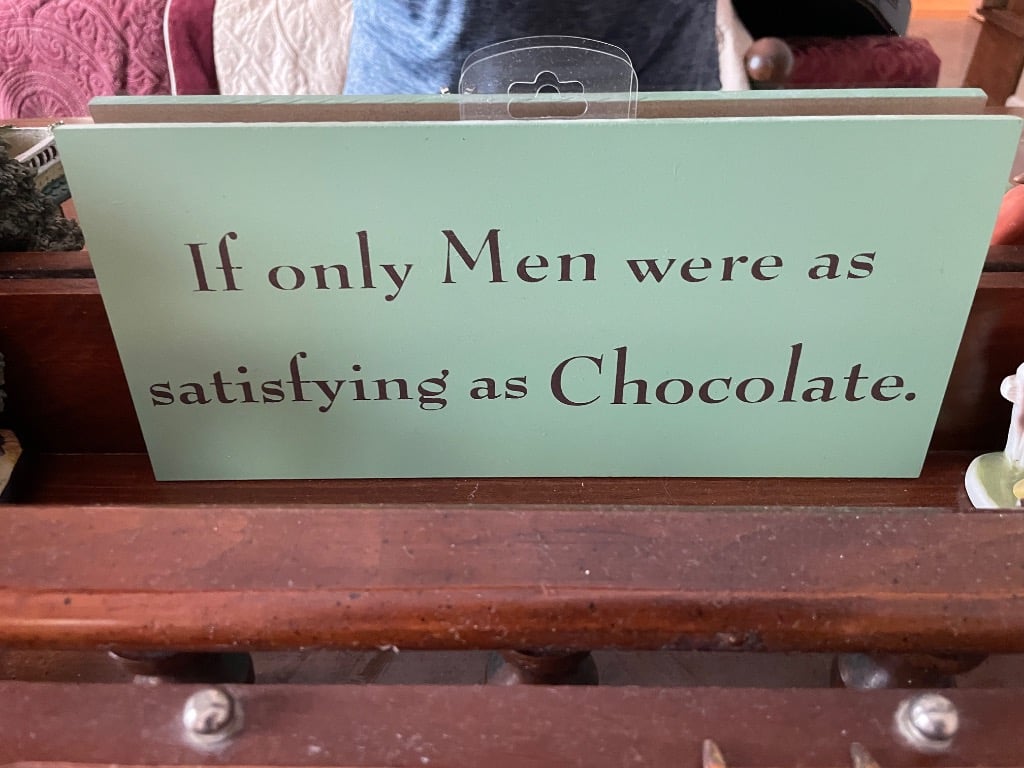 If only Men were as
satisfying as Chocolate.